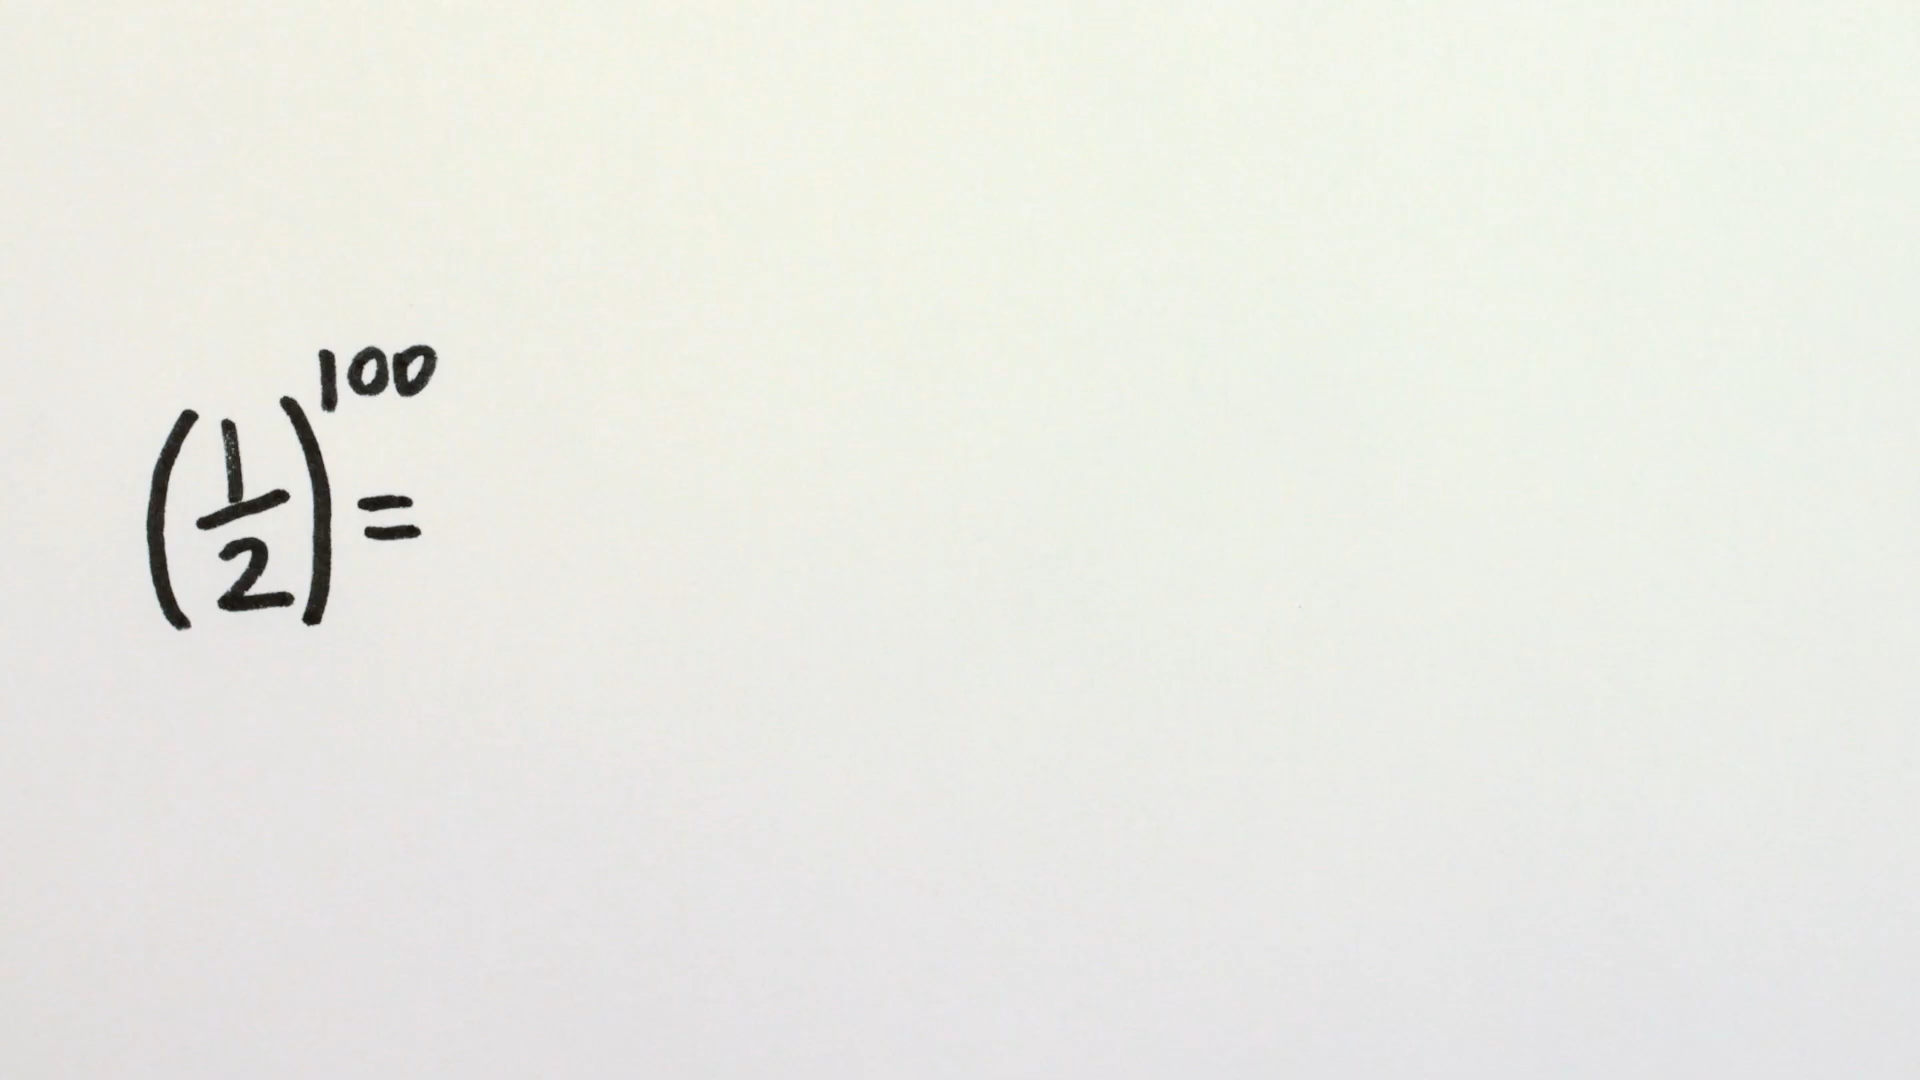 (1/2)^100 =